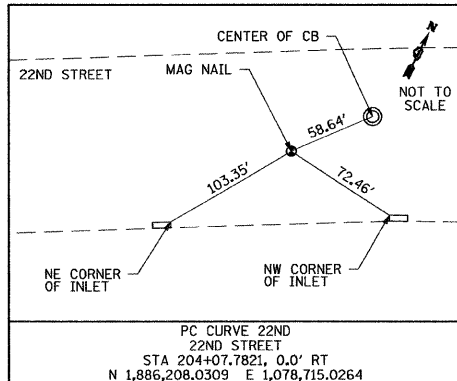 CENTER OF CB
N
22ND STREET
MAG NAIL
NOT TO
SCALE
58.64'
103.35'
72.46'
NE CORNER
OF INLET
NW CORNER
OF INLET
PC CURVE 22ND
22ND STREET
STA 204+07.7821, 0.0' RT
N 1,886,208.0309 E 1,078,715.0264